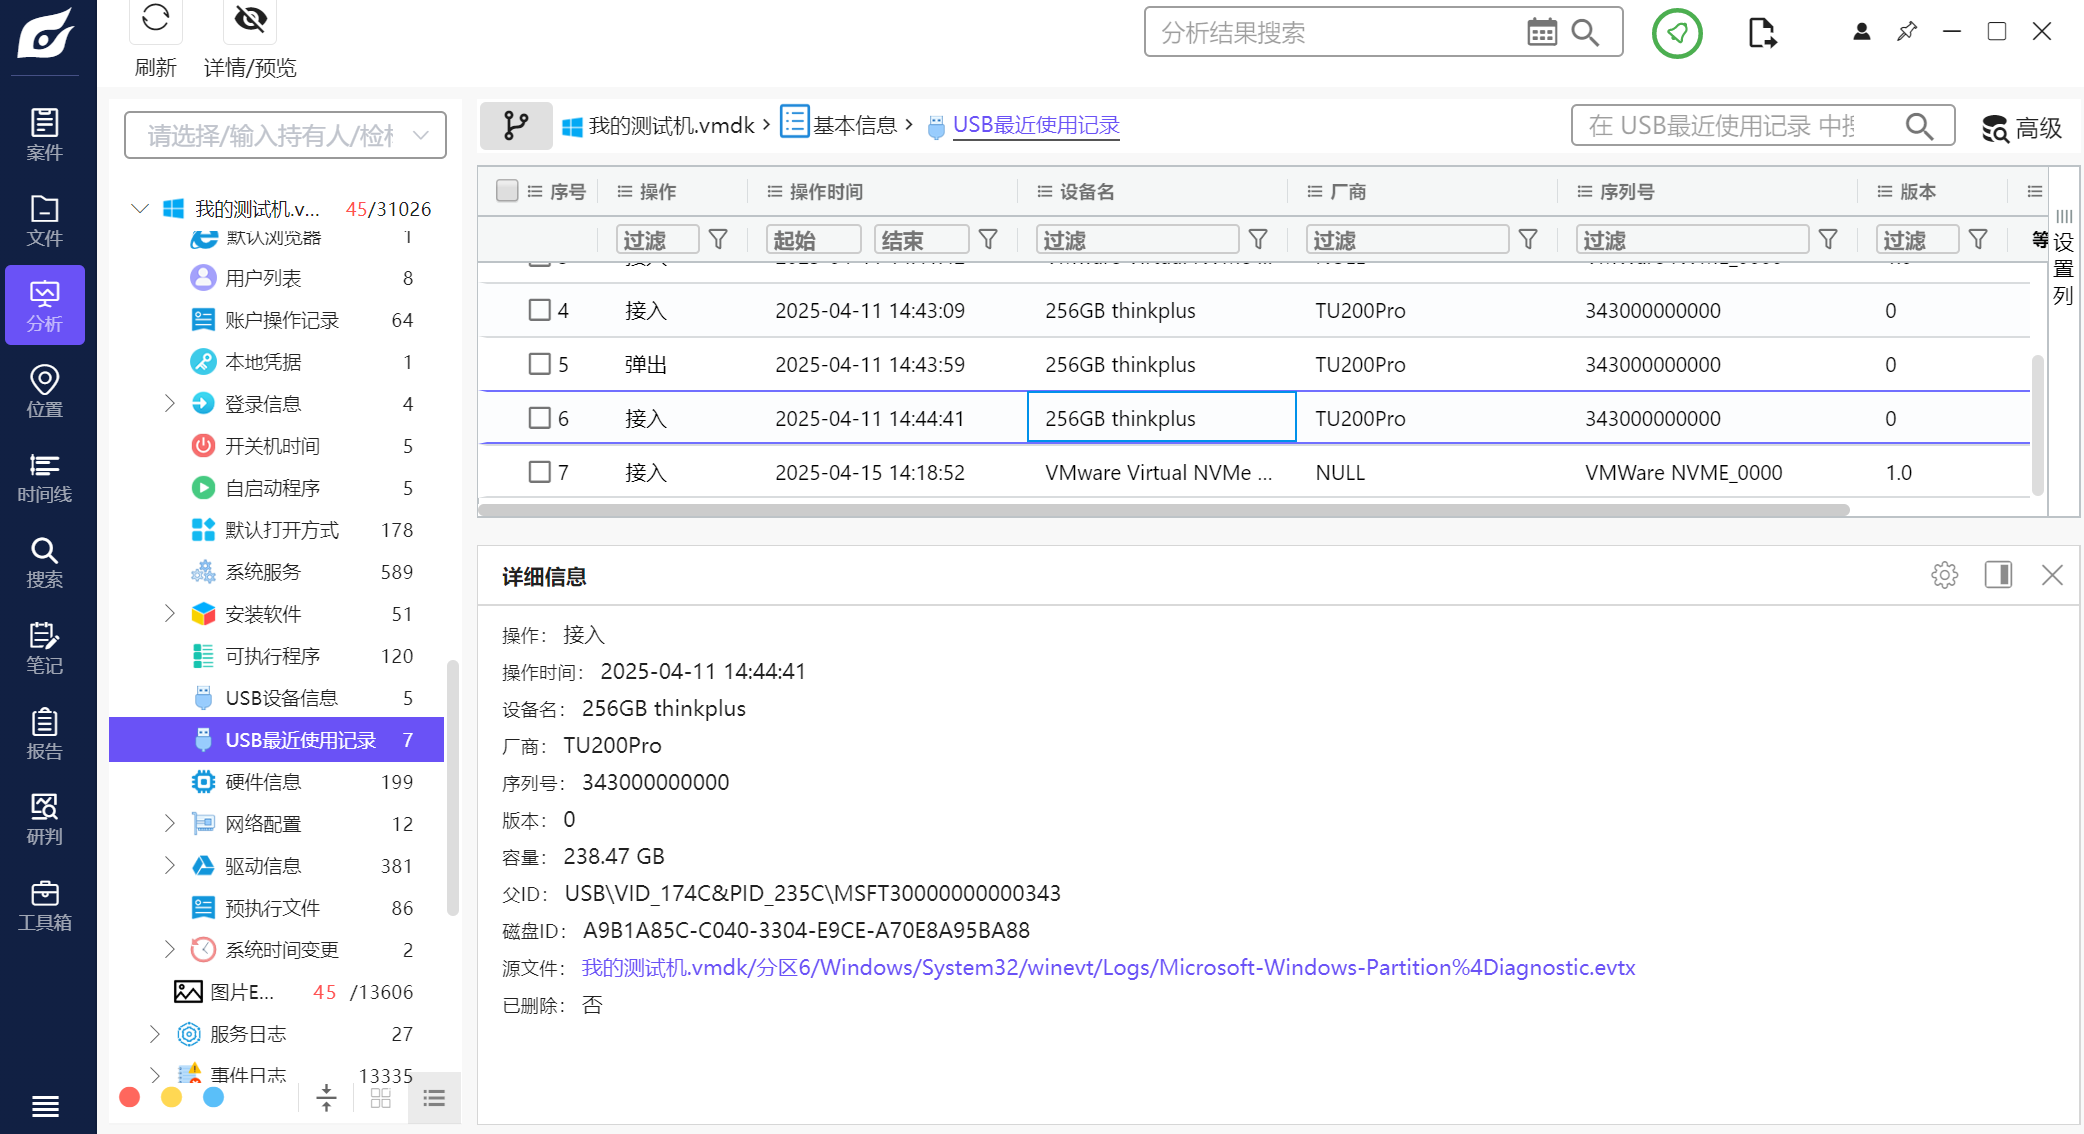 刷新
详情/预览
分析结果搜索
案件
文件
分析
位置
时间线
搜索
笔记
报告
研判
工具箱
请选择/输入持有人/检
我的测试机.v... 45/31026
默认浏览器 1
用户列表 8
账户操作记录 64
本地凭据 1
登录信息 4
开关机时间 5
自启动程序 5
默认打开方式 178
系统服务 589
安装软件 51
可执行程序 120
USB设备信息 5
USB最近使用记录 7
硬件信息 199
网络配置 12
驱动信息 381
预执行文件 86
系统时间变更 2
图片E... 45 /13606
服务日志 27
事件日志 13335
我的测试机.vmdk › 基本信息 › USB最近使用记录
在 USB最近使用记录 中搜
高级
序号 操作 操作时间 设备名 厂商 序列号 版本
过滤 起始 结束 过滤 过滤 过滤 过滤 等
设置列
4 接入 2025-04-11 14:43:09 256GB thinkplus TU200Pro 343000000000 0
5 弹出 2025-04-11 14:43:59 256GB thinkplus TU200Pro 343000000000 0
6 接入 2025-04-11 14:44:41 256GB thinkplus TU200Pro 343000000000 0
7 接入 2025-04-15 14:18:52 VMware Virtual NVMe ... NULL VMWare NVME_0000 1.0
详细信息
操作： 接入
操作时间： 2025-04-11 14:44:41
设备名： 256GB thinkplus
厂商： TU200Pro
序列号： 343000000000
版本： 0
容量： 238.47 GB
父ID： USB\VID_174C&PID_235C\MSFT30000000000343
磁盘ID： A9B1A85C-C040-3304-E9CE-A70E8A95BA88
源文件： 我的测试机.vmdk/分区6/Windows/System32/winevt/Logs/Microsoft-Windows-Partition%4Diagnostic.evtx
已删除： 否